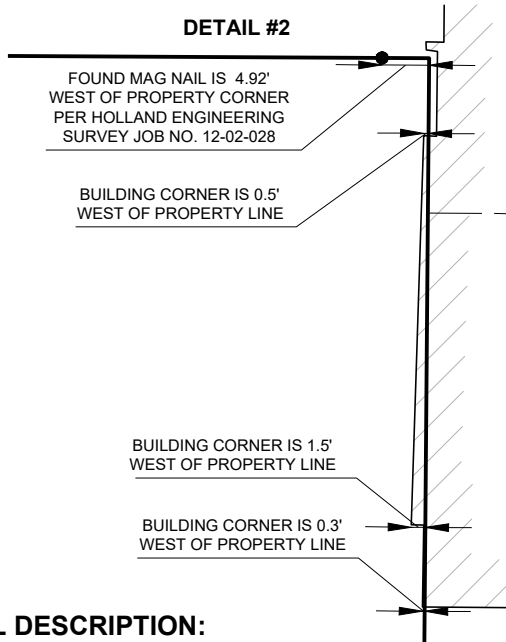 DETAIL #2
FOUND MAG NAIL IS 4.92'
WEST OF PROPERTY CORNER
PER HOLLAND ENGINEERING
SURVEY JOB NO. 12-02-028
BUILDING CORNER IS 0.5'
WEST OF PROPERTY LINE
BUILDING CORNER IS 1.5'
WEST OF PROPERTY LINE
BUILDING CORNER IS 0.3'
WEST OF PROPERTY LINE
L DESCRIPTION: